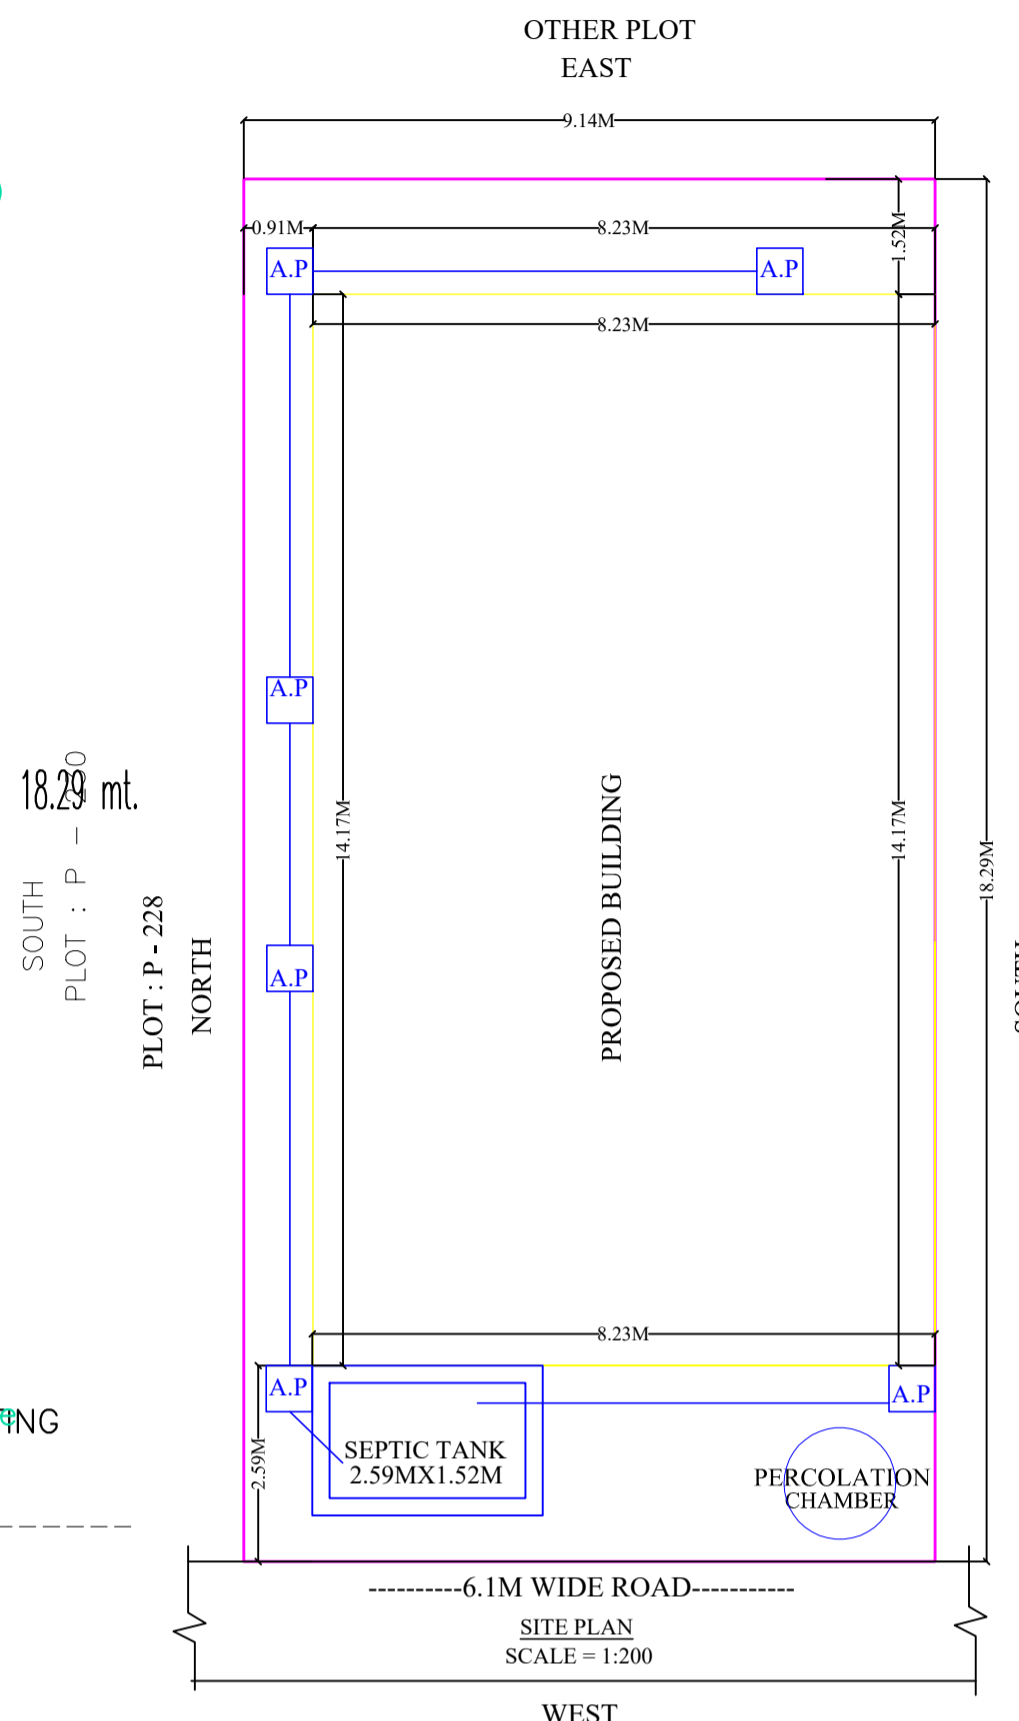 OTHER PLOT
EAST
9.14M
0.91M
8.23M
1.52M
A.P
A.P
8.23M
A.P
18.29 mt.
SOUTH
PLOT : P -
PLOT : P - 228
NORTH
14.17M
PROPOSED BUILDING
14.17M
18.29M
SOUTH
A.P
8.23M
A.P
A.P
2.59M
SEPTIC TANK
2.59MX1.52M
PERCOLATION
CHAMBER
----------6.1M WIDE ROAD-----------
SITE PLAN
SCALE = 1:200
WEST